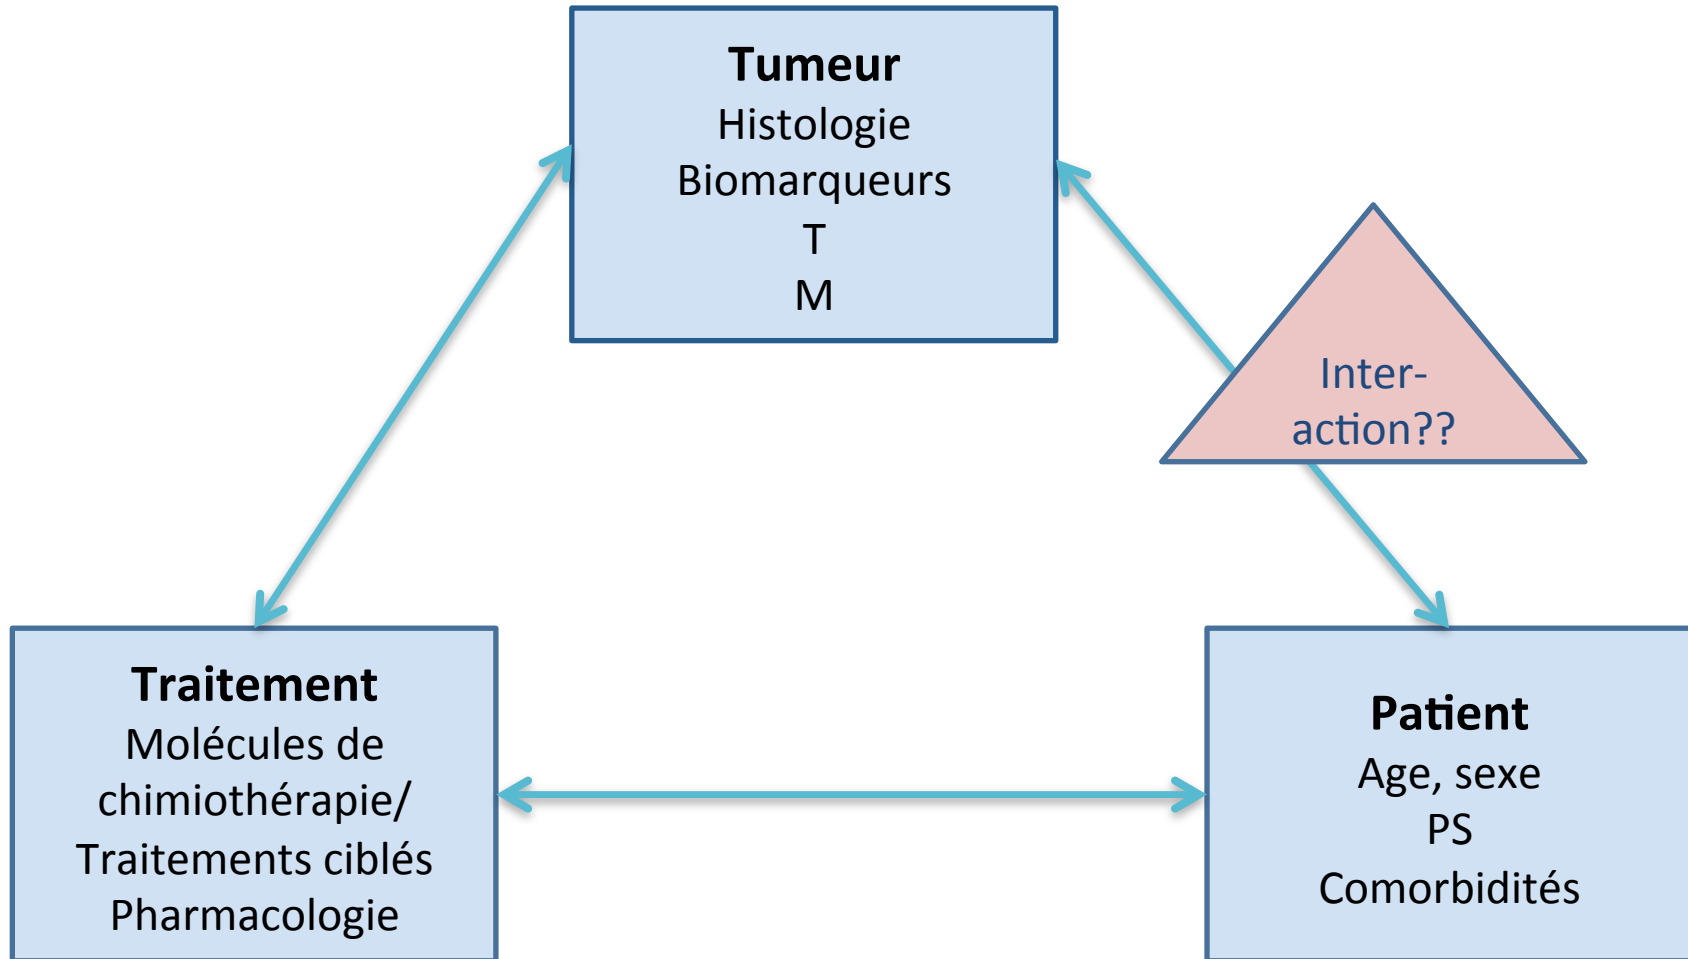 Tumeur
Histologie
Biomarqueurs
T
M
Inter-
action??
Traitement
Molécules de
chimiothérapie/
Traitements ciblés
Pharmacologie
Patient
Age, sexe
PS
Comorbidités